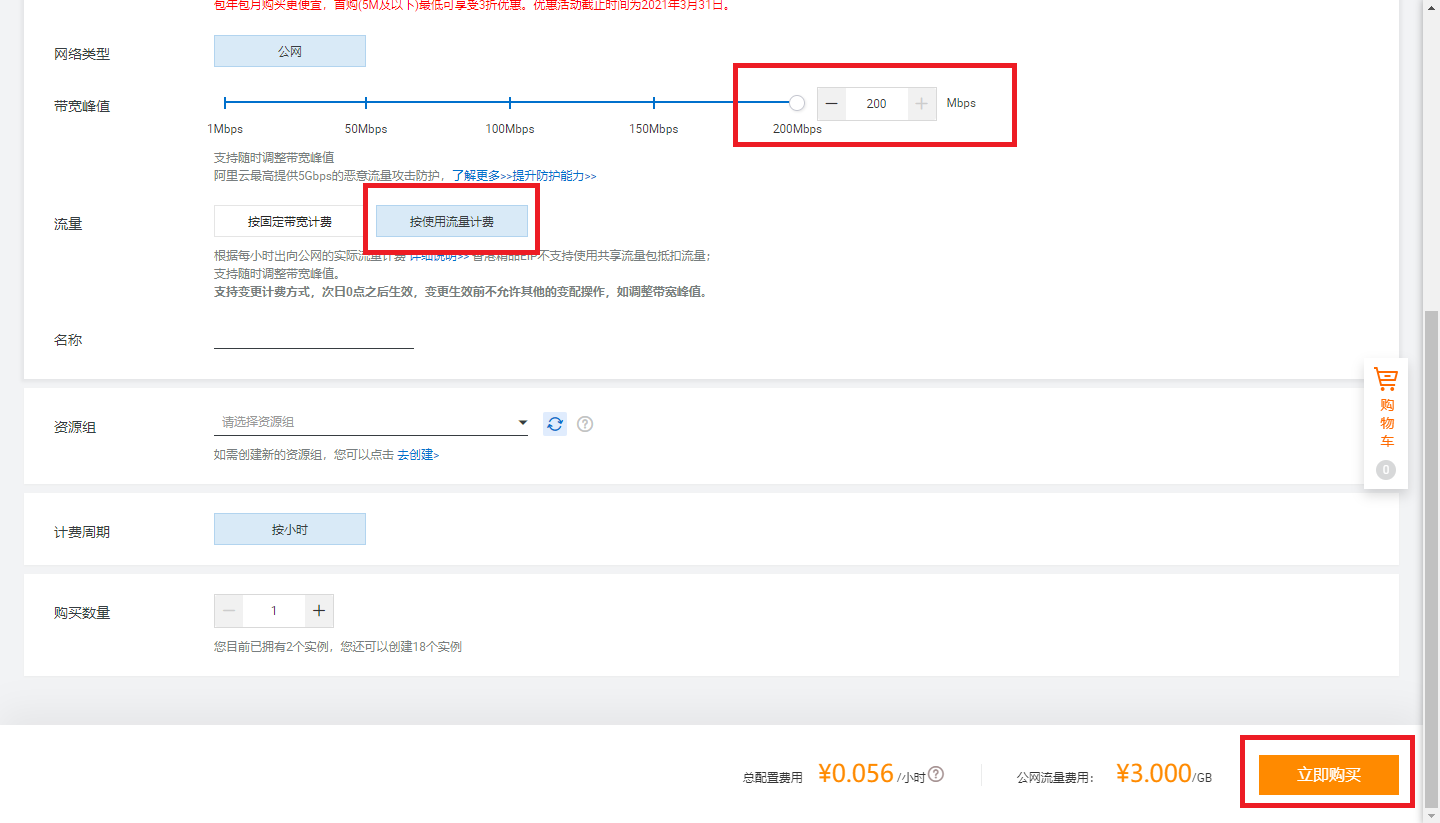 包年包月购买更便宜，首购(5M及以下)最低可享受3折优惠。优惠活动截止时间为2021年3月31日。
网络类型
公网
带宽峰值
200
Mbps
1Mbps
50Mbps
100Mbps
150Mbps
200Mbps
支持随时调整带宽峰值
阿里云最高提供5Gbps的恶意流量攻击防护，了解更多>>提升防护能力>>
流量
按固定带宽计费
按使用流量计费
根据每小时出向公网的实际流量计费 详细说明>> 香港精品EIP不支持使用共享流量包抵扣流量；
支持随时调整带宽峰值。
支持变更计费方式，次日0点之后生效，变更生效前不允许其他的变配操作，如调整带宽峰值。
名称
资源组
请选择资源组
如需创建新的资源组，您可以点击 去创建>
购
物
车
0
计费周期
按小时
购买数量
1
您目前已拥有2个实例，您还可以创建18个实例
总配置费用 ¥0.056 /小时
公网流量费用： ¥3.000/GB
立即购买